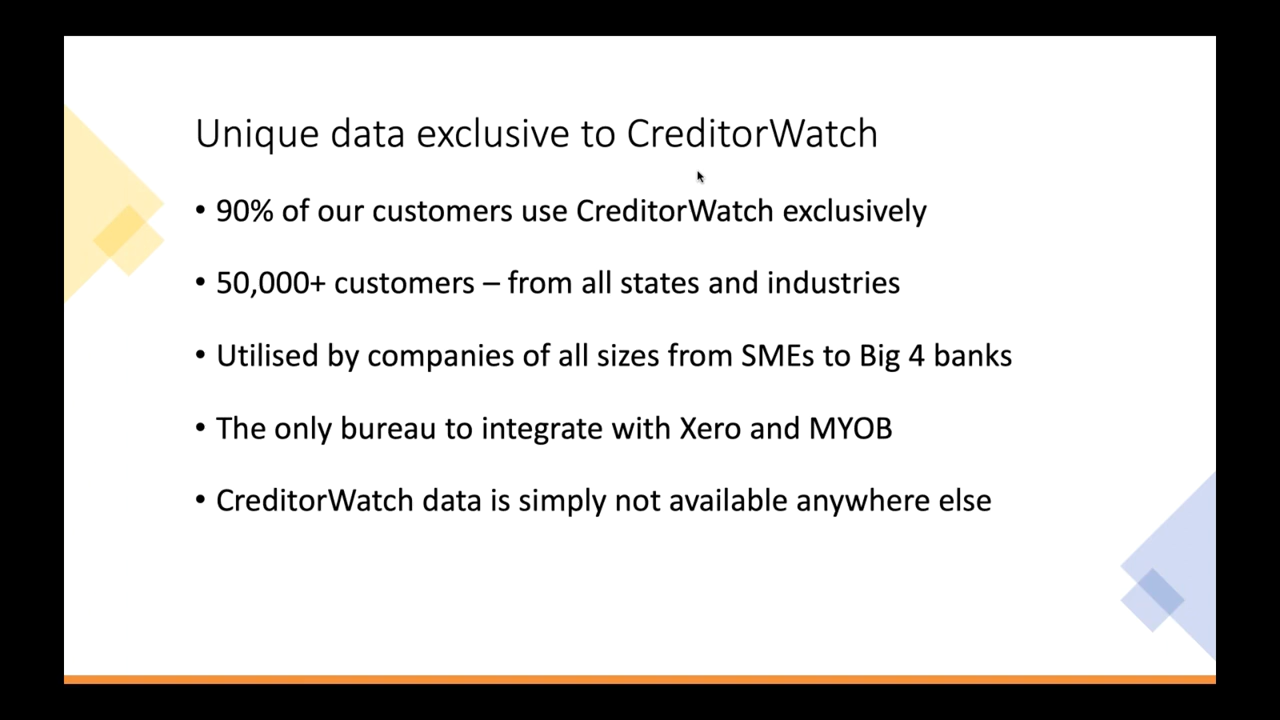 Unique data exclusive to CreditorWatch
• 90% of our customers use CreditorWatch exclusively
• 50,000+ customers – from all states and industries
• Utilised by companies of all sizes from SMEs to Big 4 banks
• The only bureau to integrate with Xero and MYOB
• CreditorWatch data is simply not available anywhere else